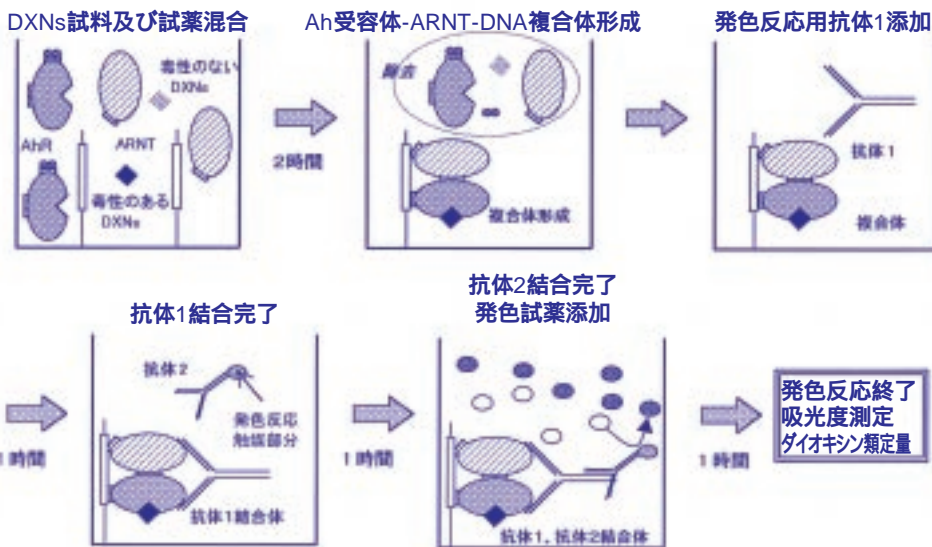 DXNs試料及び試薬混合
Ah受容体-ARNT-DNA複合体形成
発色反応用抗体1添加
毒性のない
DXNs
AhR
ARNT
毒性のある
DXNs
2時間
除去
複合体形成
抗体1
複合体
抗体1結合完了
抗体2結合完了
発色試薬添加
1時間
抗体2
発色反応
触媒部分
抗体1結合体
1時間
抗体1, 抗体2結合体
1時間
発色反応終了
吸光度測定
ダイオキシン類定量